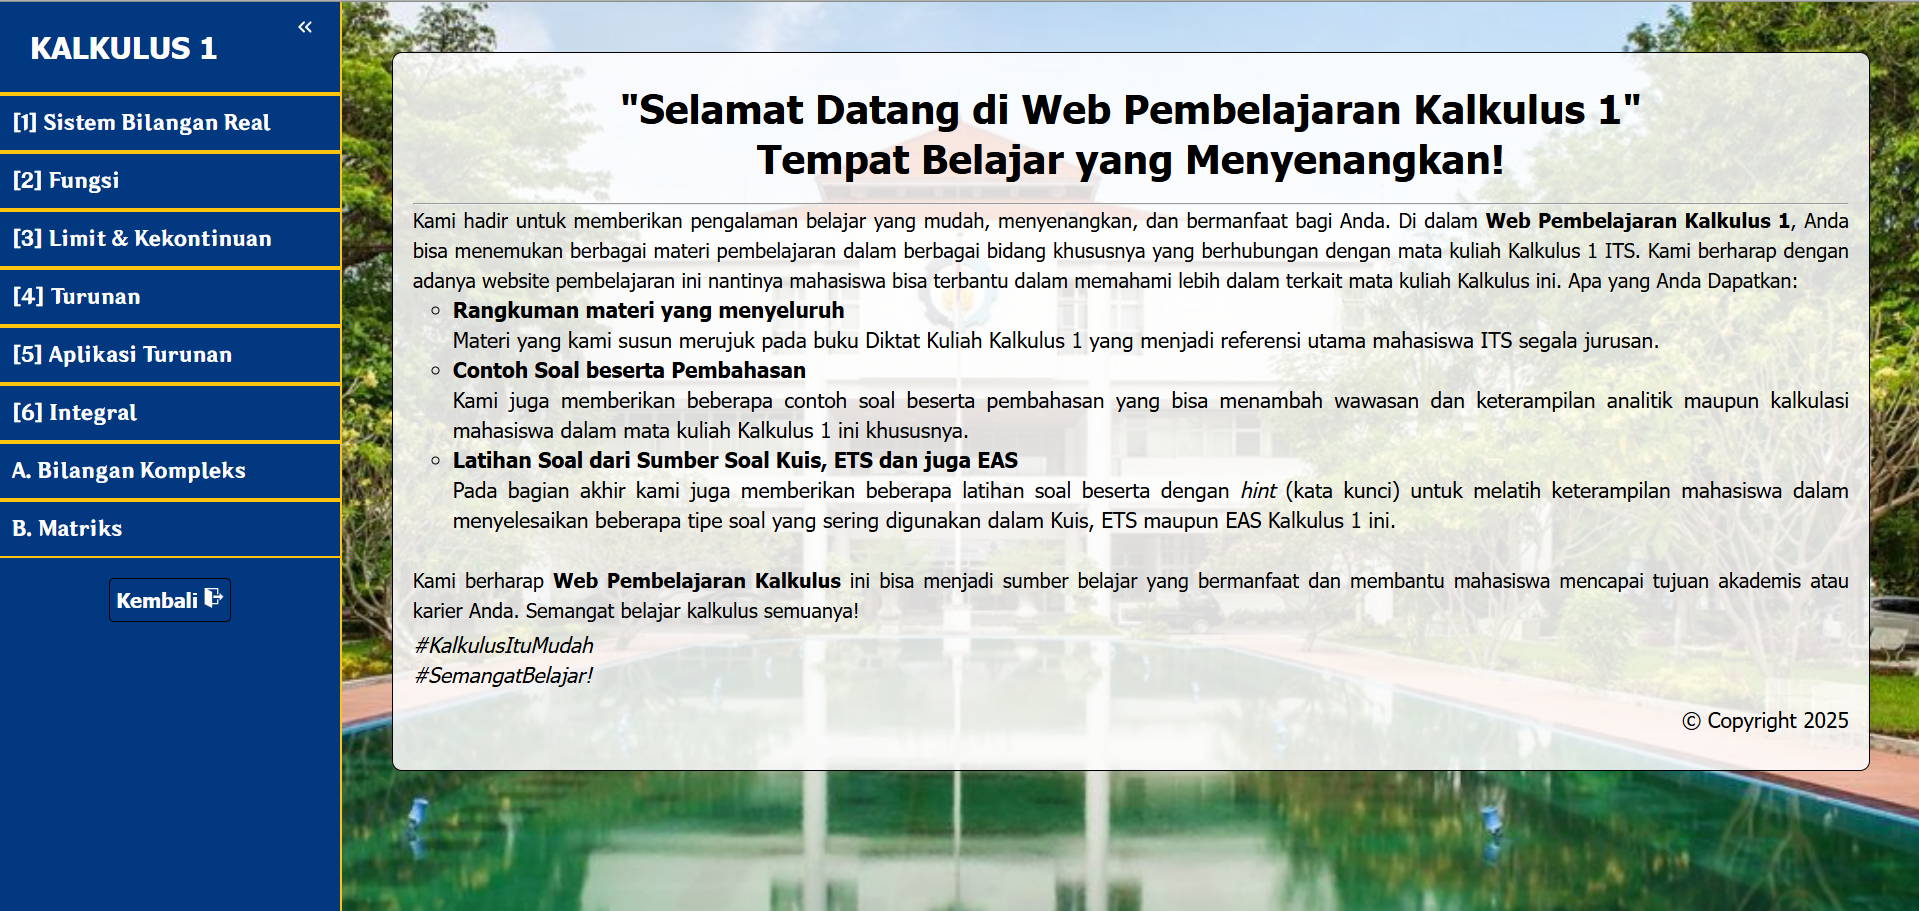 KALKULUS 1
«
[1] Sistem Bilangan Real
[2] Fungsi
[3] Limit & Kekontinuan
[4] Turunan
[5] Aplikasi Turunan
[6] Integral
A. Bilangan Kompleks
B. Matriks
Kembali
"Selamat Datang di Web Pembelajaran Kalkulus 1"
Tempat Belajar yang Menyenangkan!
Kami hadir untuk memberikan pengalaman belajar yang mudah, menyenangkan, dan bermanfaat bagi Anda. Di dalam Web Pembelajaran Kalkulus 1, Anda
bisa menemukan berbagai materi pembelajaran dalam berbagai bidang khususnya yang berhubungan dengan mata kuliah Kalkulus 1 ITS. Kami berharap dengan
adanya website pembelajaran ini nantinya mahasiswa bisa terbantu dalam memahami lebih dalam terkait mata kuliah Kalkulus ini. Apa yang Anda Dapatkan:
Rangkuman materi yang menyeluruh
Materi yang kami susun merujuk pada buku Diktat Kuliah Kalkulus 1 yang menjadi referensi utama mahasiswa ITS segala jurusan.
Contoh Soal beserta Pembahasan
Kami juga memberikan beberapa contoh soal beserta pembahasan yang bisa menambah wawasan dan keterampilan analitik maupun kalkulasi
mahasiswa dalam mata kuliah Kalkulus 1 ini khususnya.
Latihan Soal dari Sumber Soal Kuis, ETS dan juga EAS
Pada bagian akhir kami juga memberikan beberapa latihan soal beserta dengan hint (kata kunci) untuk melatih keterampilan mahasiswa dalam
menyelesaikan beberapa tipe soal yang sering digunakan dalam Kuis, ETS maupun EAS Kalkulus 1 ini.
Kami berharap Web Pembelajaran Kalkulus ini bisa menjadi sumber belajar yang bermanfaat dan membantu mahasiswa mencapai tujuan akademis atau
karier Anda. Semangat belajar kalkulus semuanya!
#KalkulusItuMudah
#SemangatBelajar!
© Copyright 2025